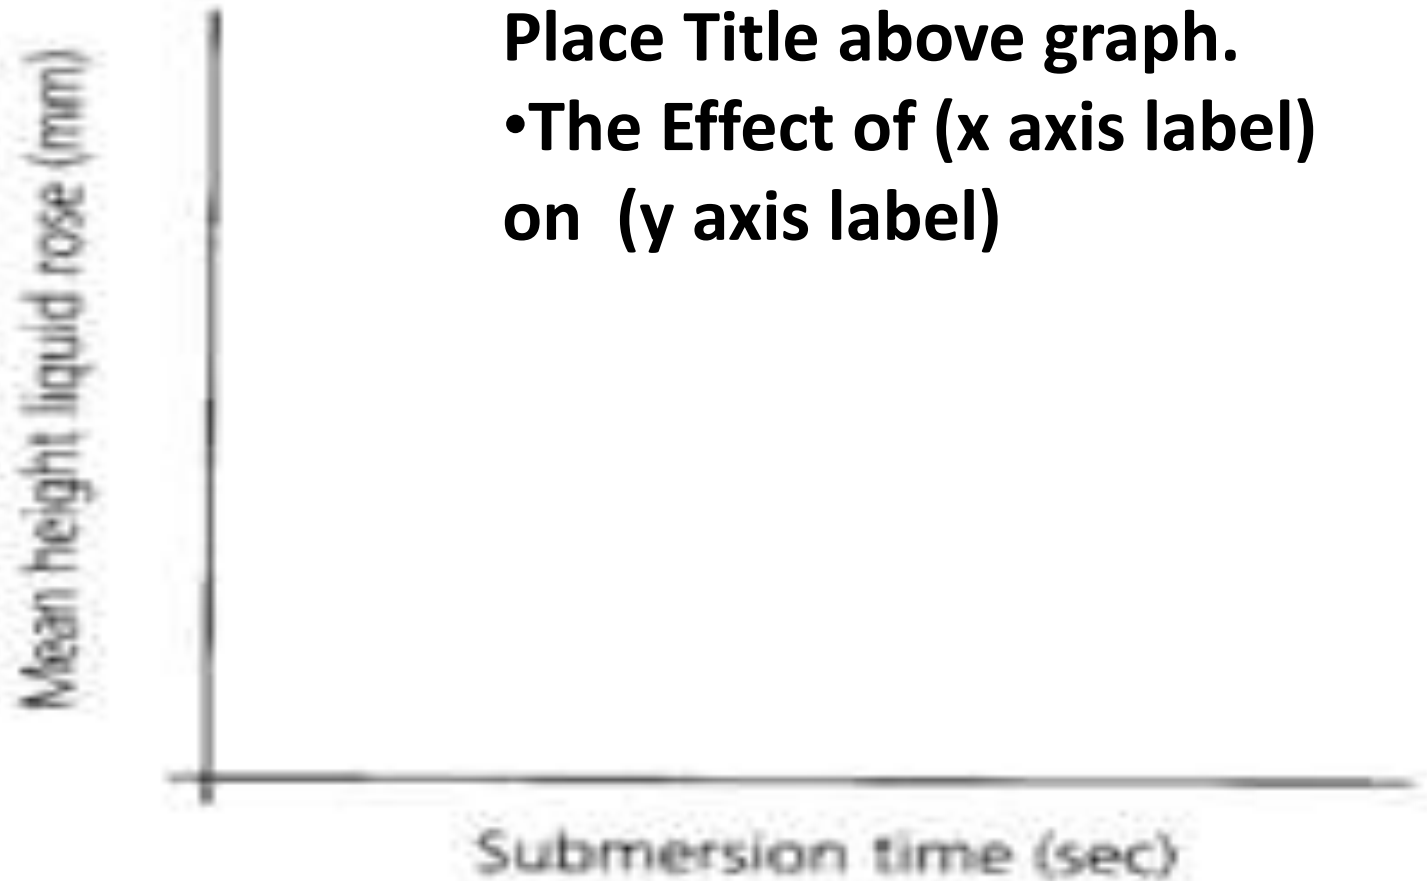 Place Title above graph.
•The Effect of (x axis label)
on (y axis label)
Mean height liquid rose (mm)
Submersion time (sec)